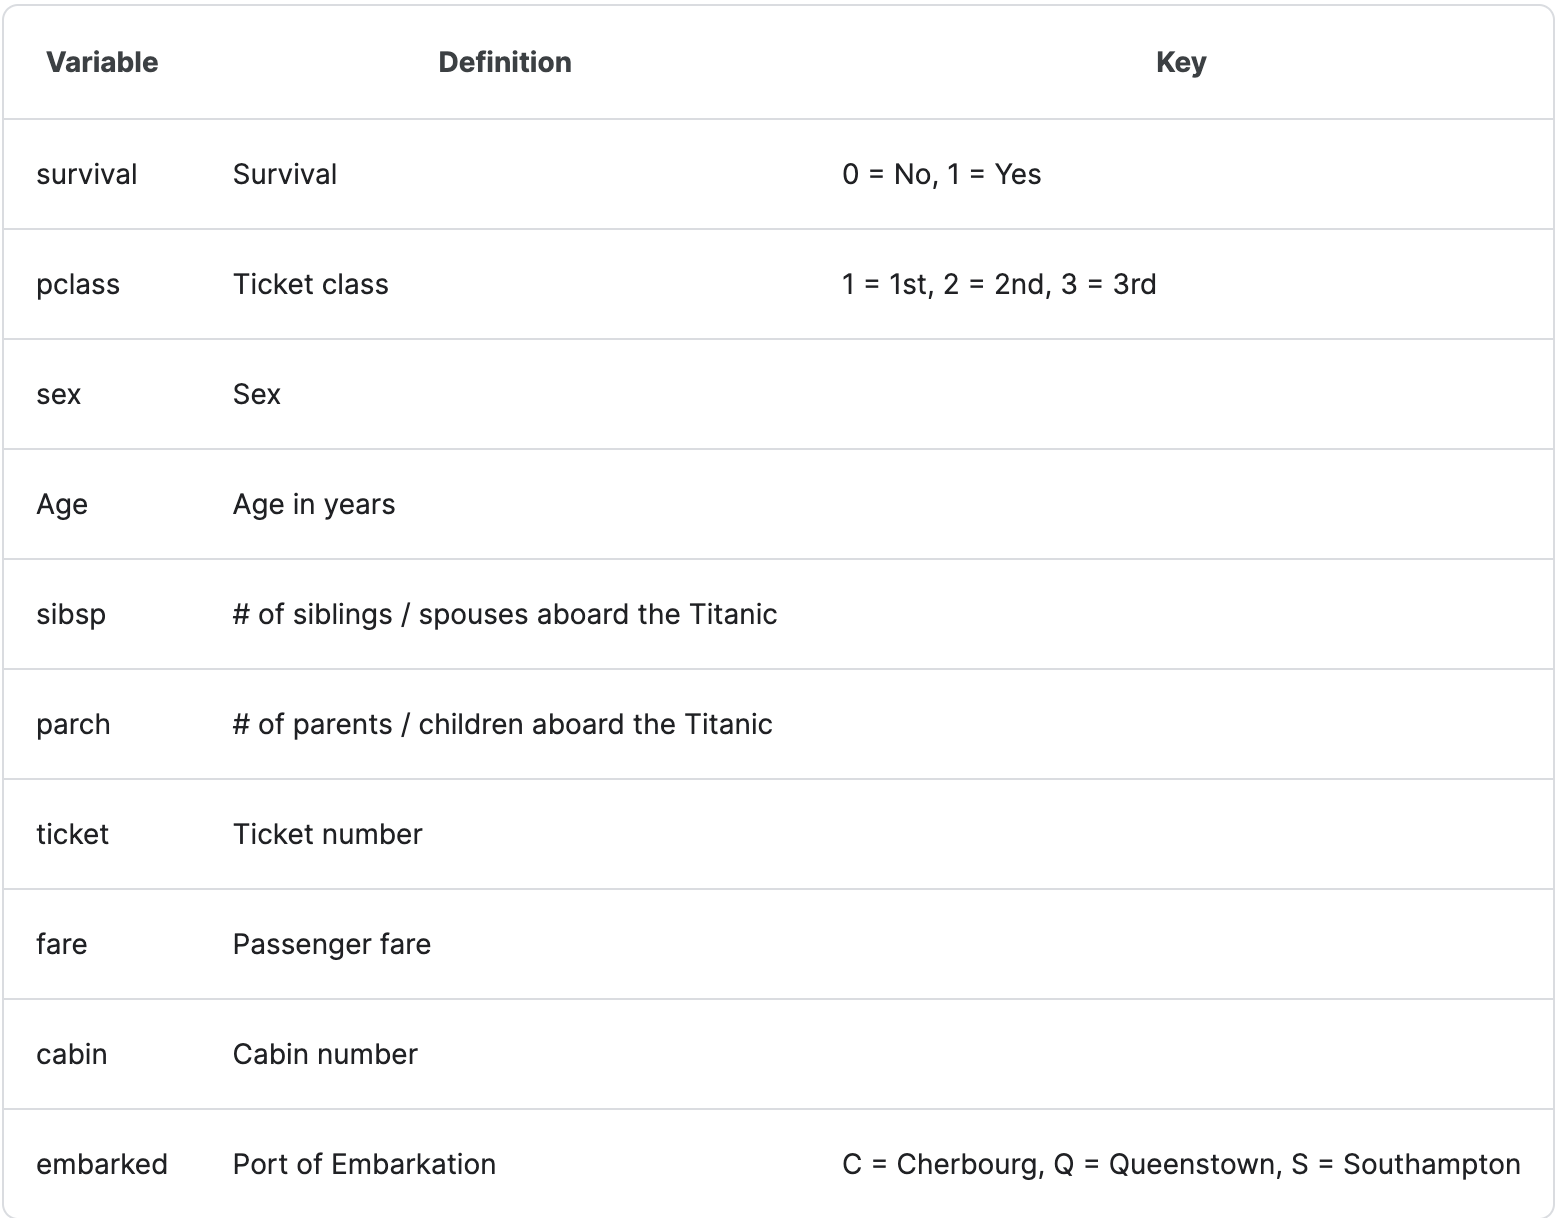 Variable Definition Key
survival Survival 0 = No, 1 = Yes
pclass Ticket class 1 = 1st, 2 = 2nd, 3 = 3rd
sex Sex
Age Age in years
sibsp # of siblings / spouses aboard the Titanic
parch # of parents / children aboard the Titanic
ticket Ticket number
fare Passenger fare
cabin Cabin number
embarked Port of Embarkation C = Cherbourg, Q = Queenstown, S = Southampton